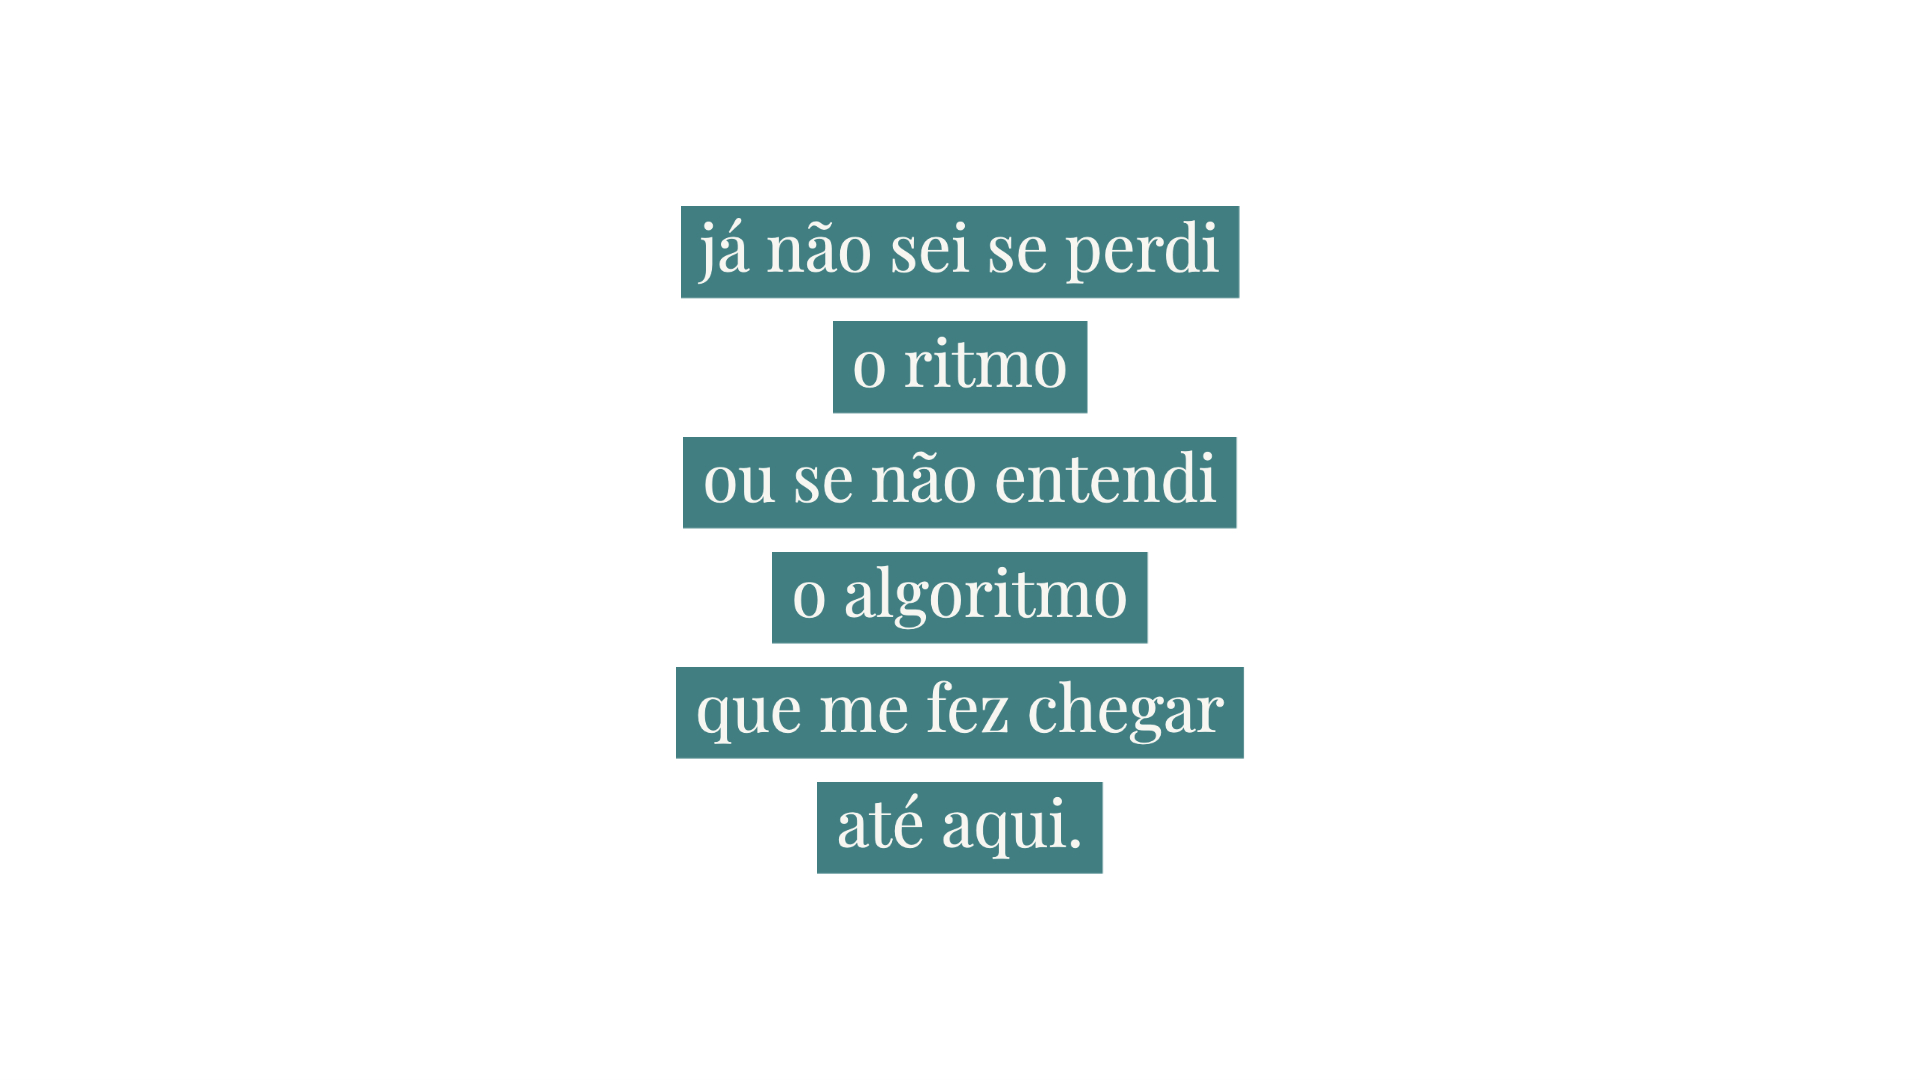 já não sei se perdi
o ritmo
ou se não entendi
o algoritmo
que me fez chegar
até aqui.